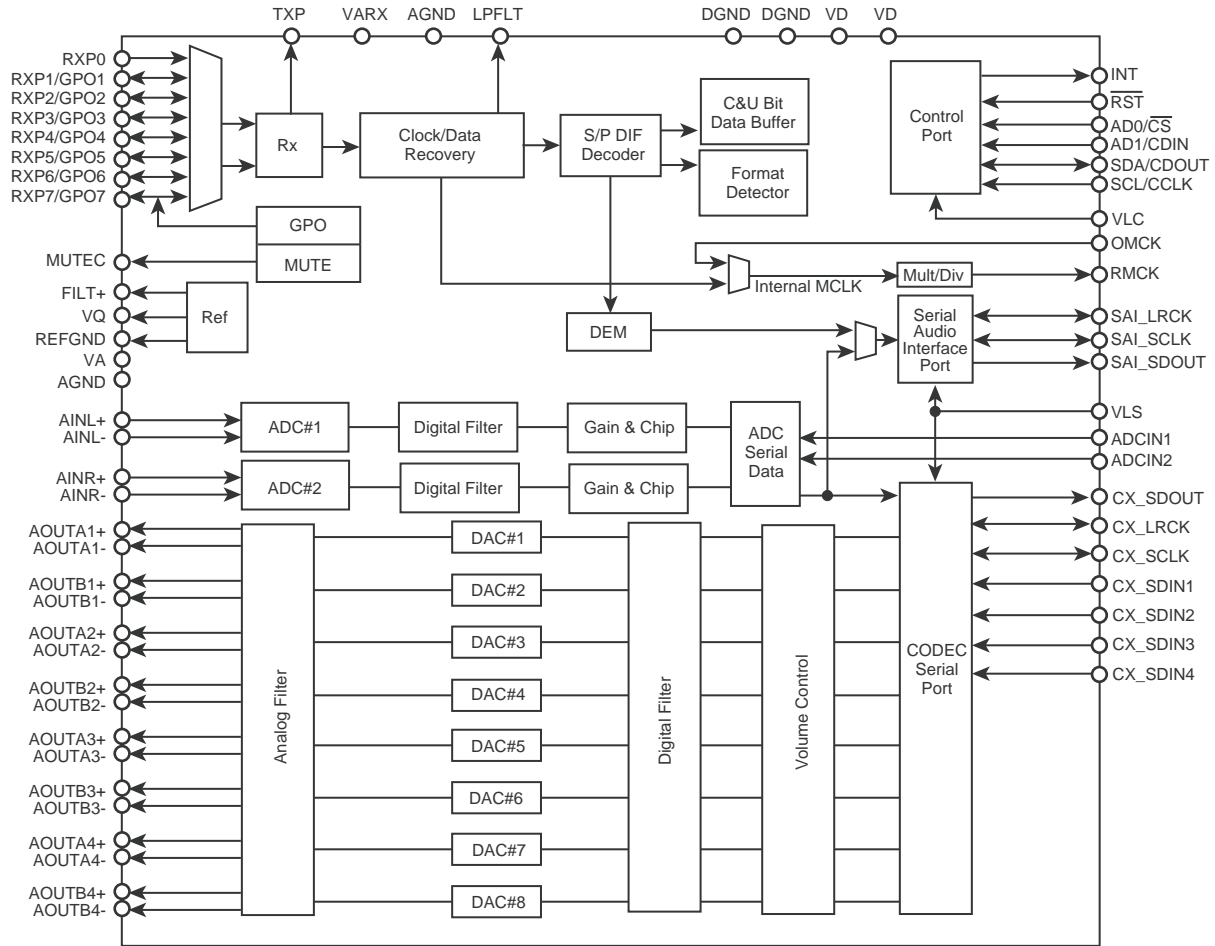 TXP
VARX
AGND
LPFLT
DGND
DGND
VD
VD
RXP0
RXP1/GPO1
RXP2/GPO2
RXP3/GPO3
RXP4/GPO4
RXP5/GPO5
RXP6/GPO6
RXP7/GPO7
MUTEC
FILT+
VQ
REFGND
VA
AGND
AINL+
AINL-
AINR+
AINR-
AOUTA1+
AOUTA1-
AOUTB1+
AOUTB1-
AOUTA2+
AOUTA2-
AOUTB2+
AOUTB2-
AOUTA3+
AOUTA3-
AOUTB3+
AOUTB3-
AOUTA4+
AOUTA4-
AOUTB4+
AOUTB4-
Rx
Clock/Data
Recovery
S/P DIF
Decoder
C&U Bit
Data Buffer
Format
Detector
Control
Port
GPO
MUTE
Ref
Internal MCLK
Mult/Div
DEM
Serial
Audio
Interface
Port
ADC#1
Digital Filter
Gain & Chip
ADC
Serial
Data
ADC#2
Digital Filter
Gain & Chip
Analog Filter
DAC#1
DAC#2
DAC#3
DAC#4
DAC#5
DAC#6
DAC#7
DAC#8
Digital Filter
Volume Control
CODEC
Serial
Port
INT
RST
AD0/CS
AD1/CDIN
SDA/CDOUT
SCL/CCLK
VLC
OMCK
RMCK
SAI_LRCK
SAI_SCLK
SAI_SDOUT
VLS
ADCIN1
ADCIN2
CX_SDOUT
CX_LRCK
CX_SCLK
CX_SDIN1
CX_SDIN2
CX_SDIN3
CX_SDIN4